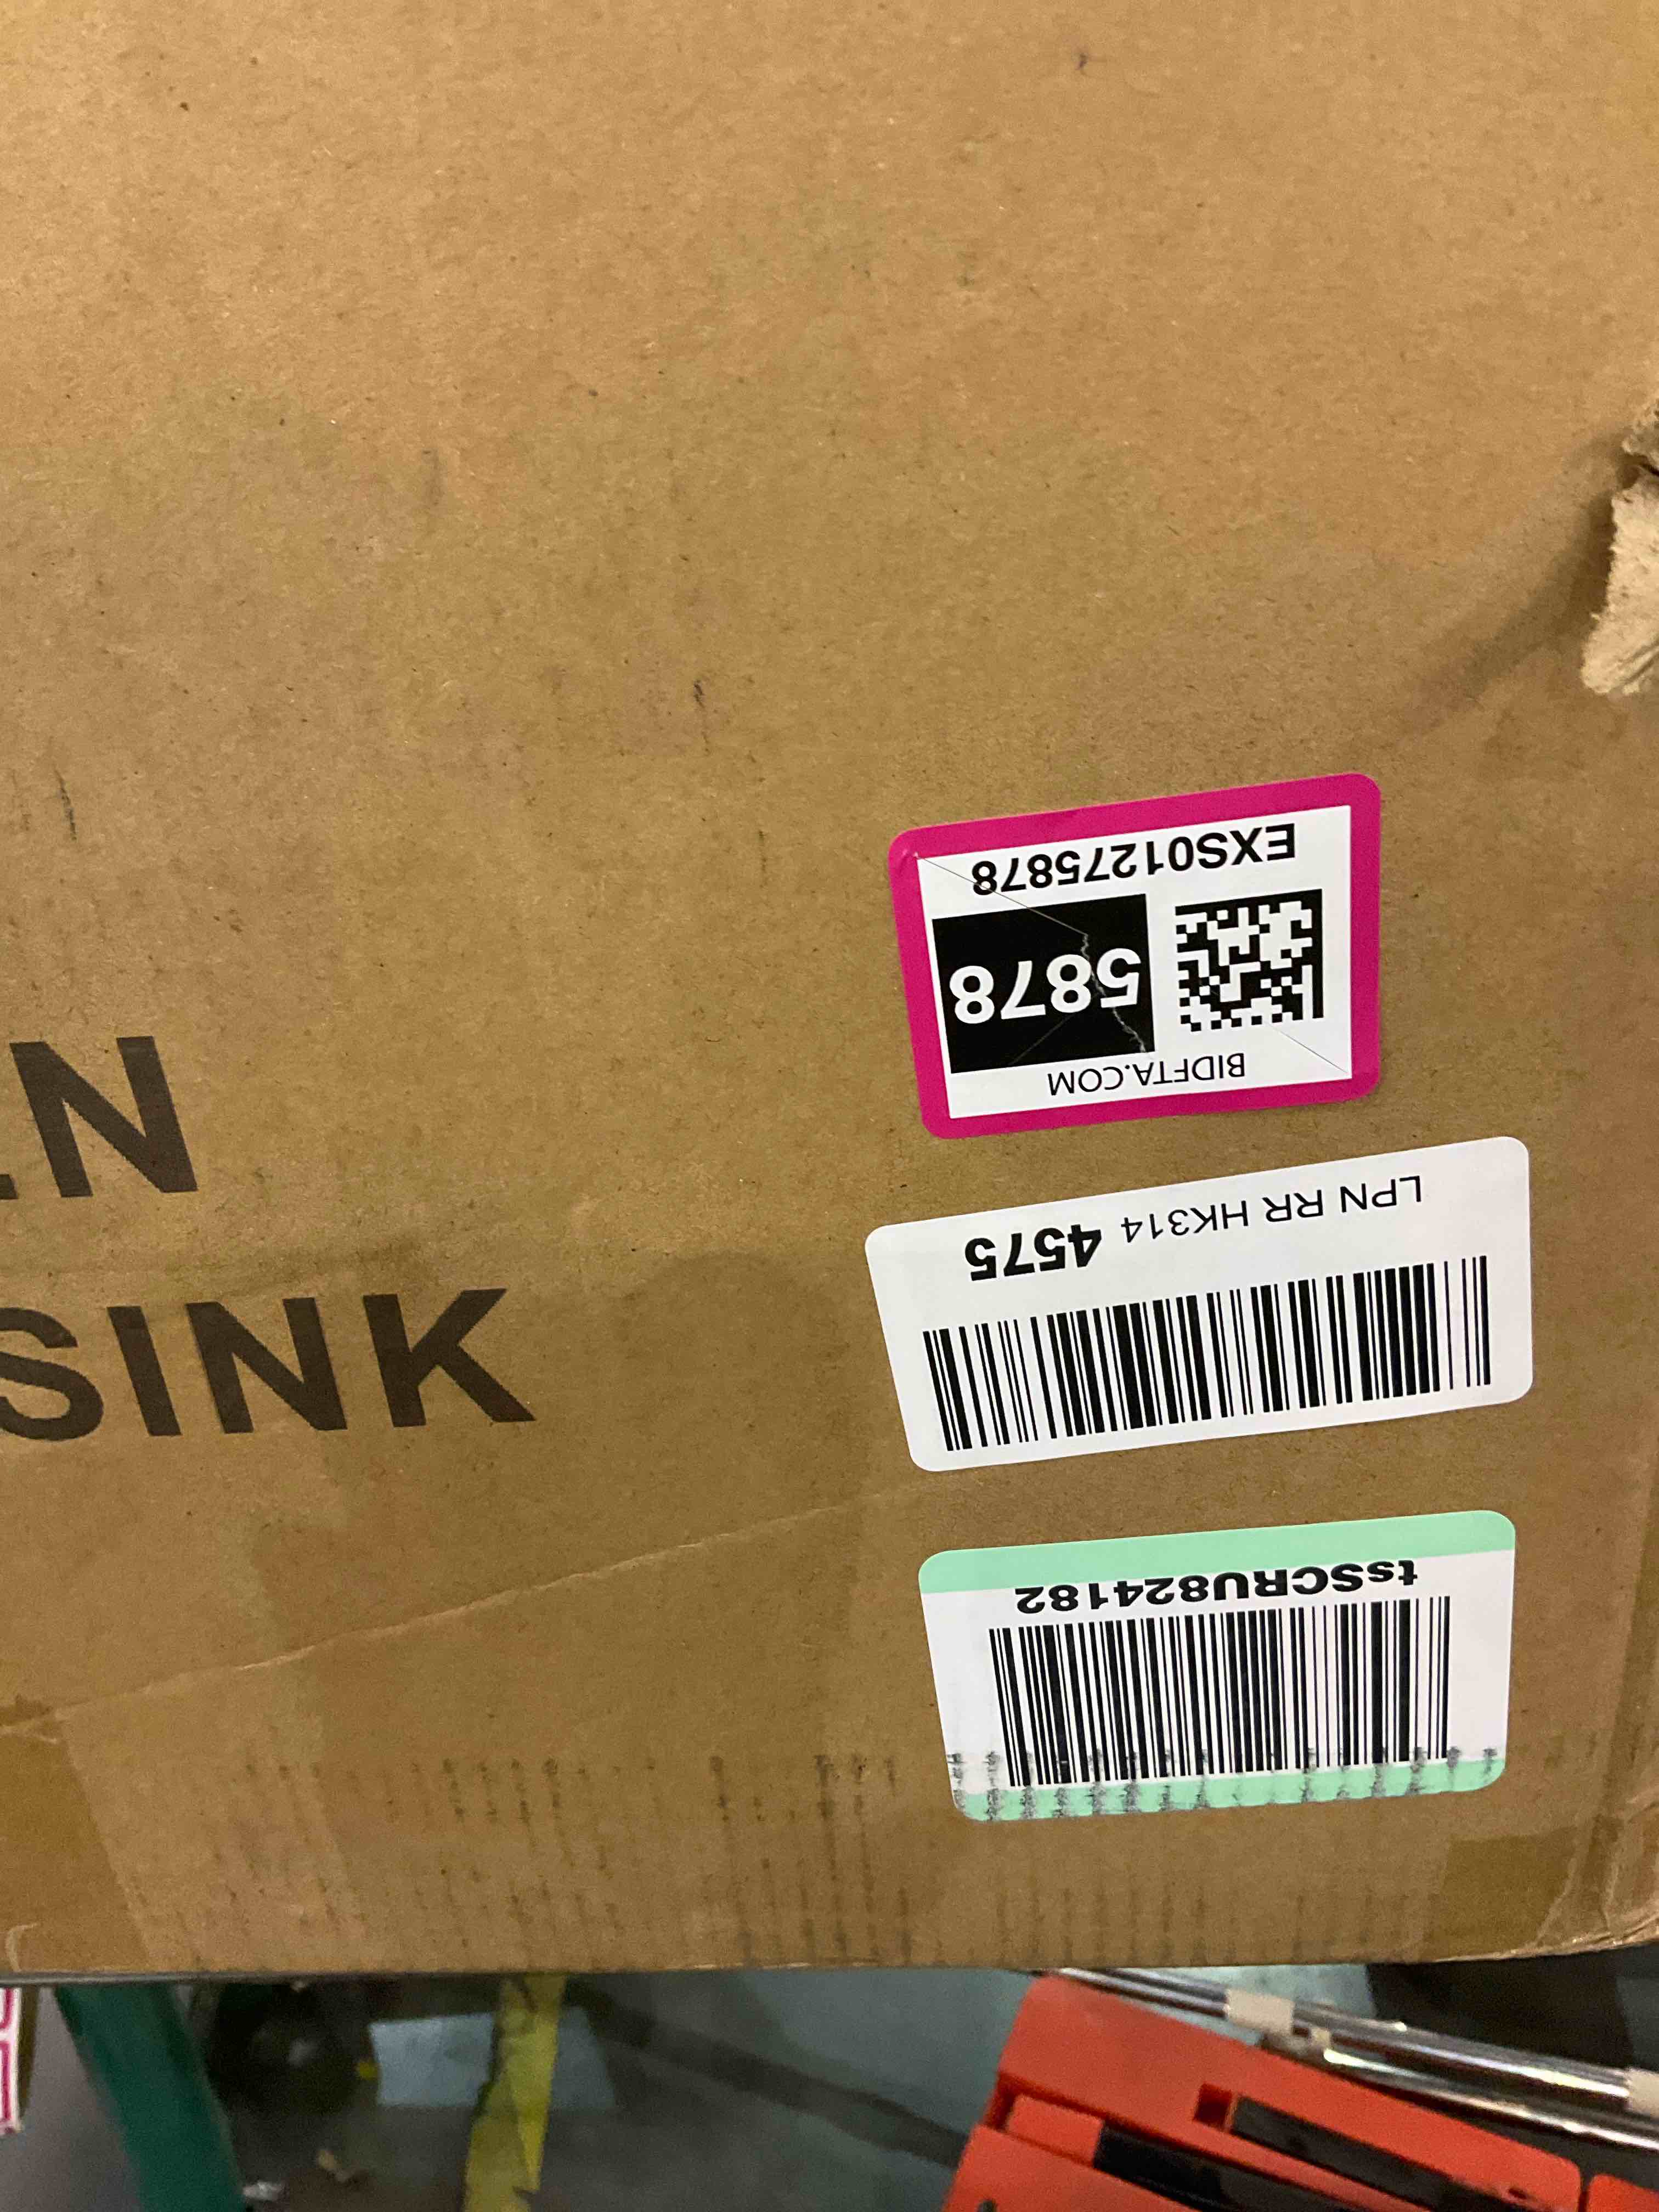 EXS01275878
5878
BIDFTA.COM
LPN RR HK314 4575
tsSCRU824182
N
SINK